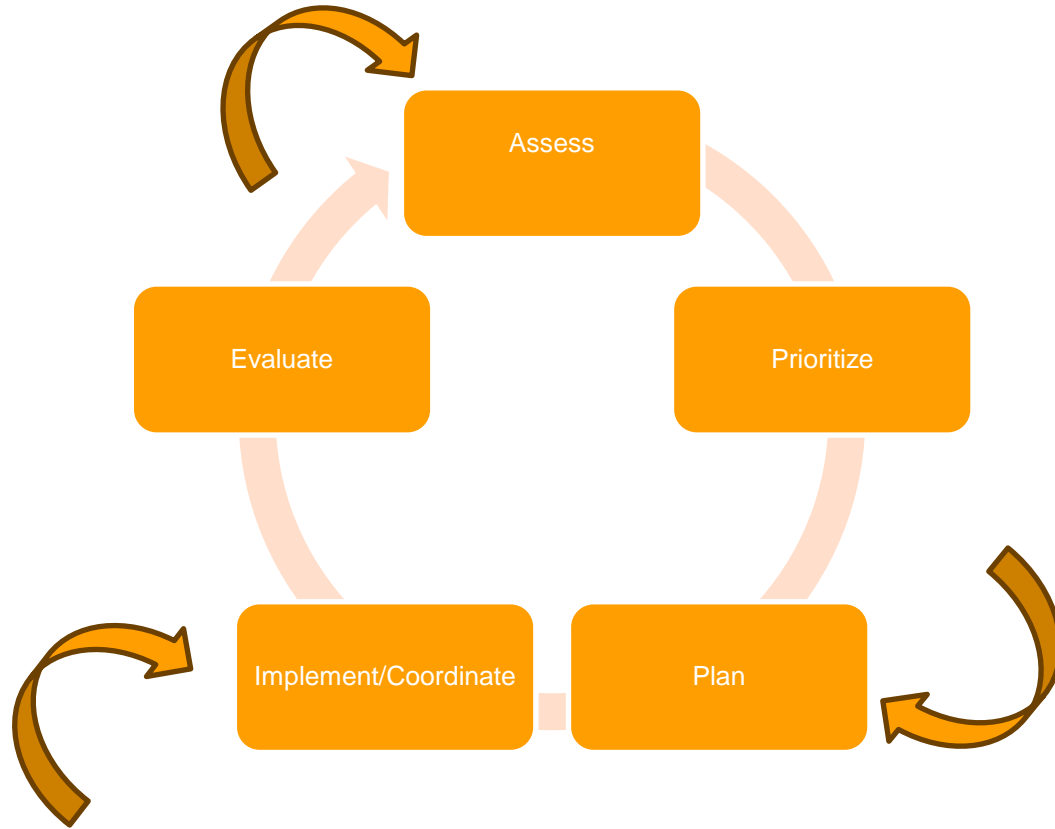 Assess
Prioritize
Plan
Implement/Coordinate
Evaluate